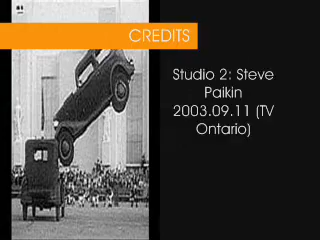 CREDITS
Studio 2: Steve
Paikin
2003.09.11 (TV
Ontario)